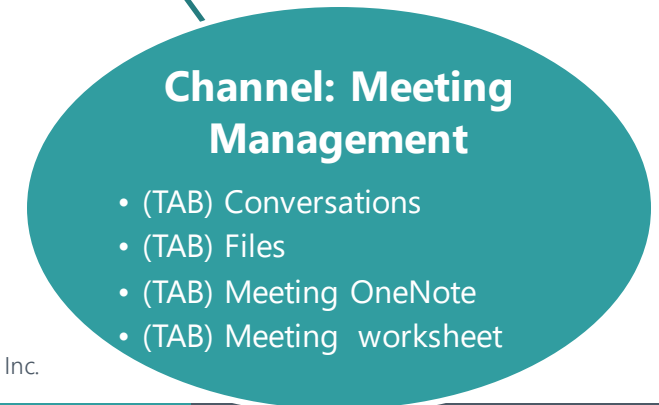 Channel: Meeting
Management
• (TAB) Conversations
• (TAB) Files
• (TAB) Meeting OneNote
• (TAB) Meeting worksheet
Inc.